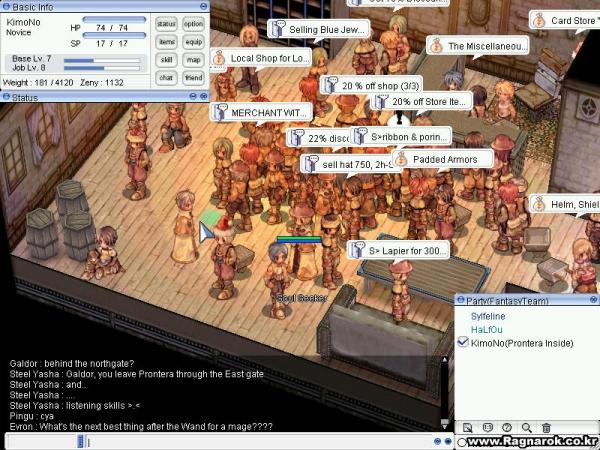 Basic Info
KimoNo
Novice
HP 74 / 74
SP 17 / 17
Base Lv. 7
Job Lv. 8
Weight : 181 / 4120 Zeny : 1132
status option
items equip
skill map
chat friend
Status
Selling Blue Jew...
Card Store "
The Miscellaneou...
Local Shop for Lo...
20 % off shop (3/3)
20% off Store Ite...
MERCHANT WIT...
22% disc
S>ribbon & porin...
Padded Armors
sell hat 750, 2h-S
Helm, Shiel
S> Lapier for 300...
Soul Seeker
Party(FantasyTeam)
Sylfeline
HaLfOu
KimoNo(Prontera Inside)
Galdor : behind the northgate?
Steel Yasha : Galdor, you leave Prontera through the East gate
Steel Yasha : and..
Steel Yasha : ....
Steel Yasha : listening skills >.<
Pingu : cya
Evron : What's the next best thing after the Wand for a mage????
www.Ragnarok.co.kr